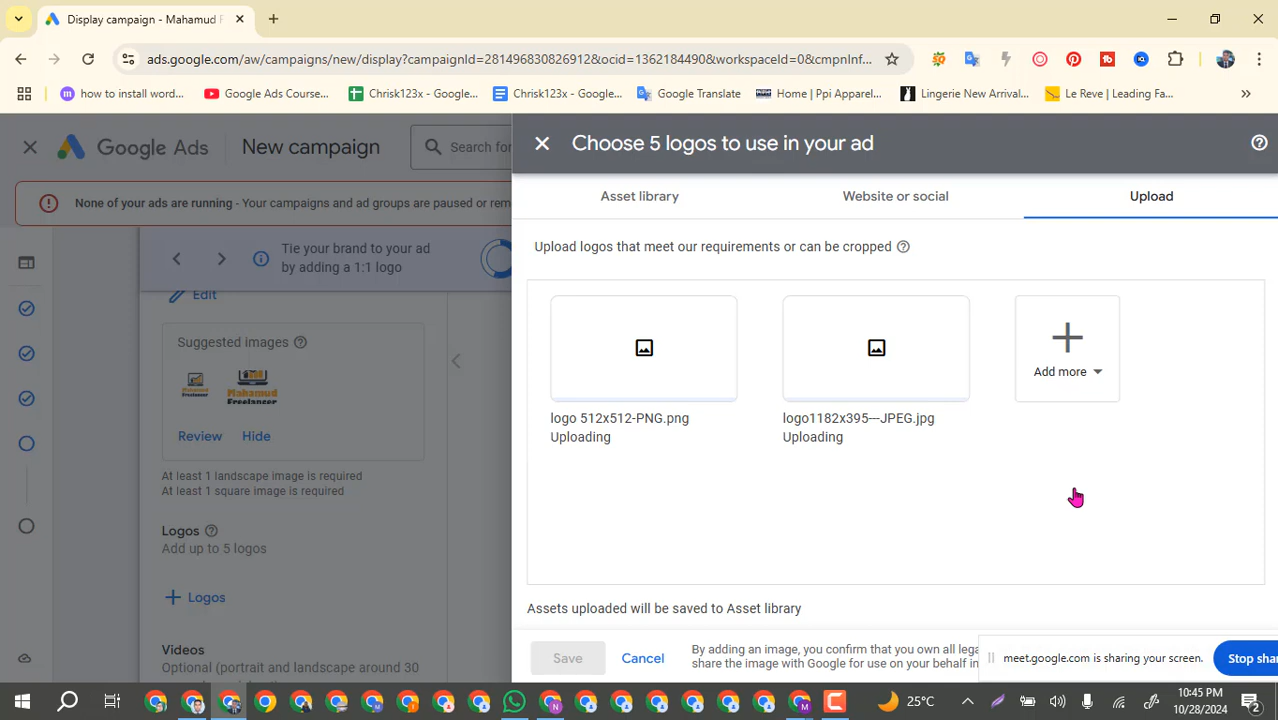 Display campaign - Mahamud F
ads.google.com/aw/campaigns/new/display?campaignId=281496830826912&ocid=1362184490&workspaceId=0&cmpnInf...
how to install word...
Google Ads Course...
Chrisk123x - Google...
Chrisk123x - Google...
Google Translate
Home | Ppi Apparel...
Lingerie New Arrival...
Le Reve | Leading Fa...
Google Ads
New campaign
Search for
Choose 5 logos to use in your ad
None of your ads are running - Your campaigns and ad groups are paused or rem
Asset library
Website or social
Upload
Tie your brand to your ad
by adding a 1:1 logo
Upload logos that meet our requirements or can be cropped
Edit
Suggested images
Mahamud
Freelancer
Review
Hide
Add more
logo 512x512-PNG.png
Uploading
logo1182x395---JPEG.jpg
Uploading
At least 1 landscape image is required
At least 1 square image is required
Logos
Add up to 5 logos
Logos
Videos
Optional (portrait and landscape around 30
Assets uploaded will be saved to Asset library
Save
Cancel
By adding an image, you confirm that you own all lega
share the image with Google for use on your behalf in
meet.google.com is sharing your screen.
Stop shar
25°C
10:45 PM
10/28/2024
2